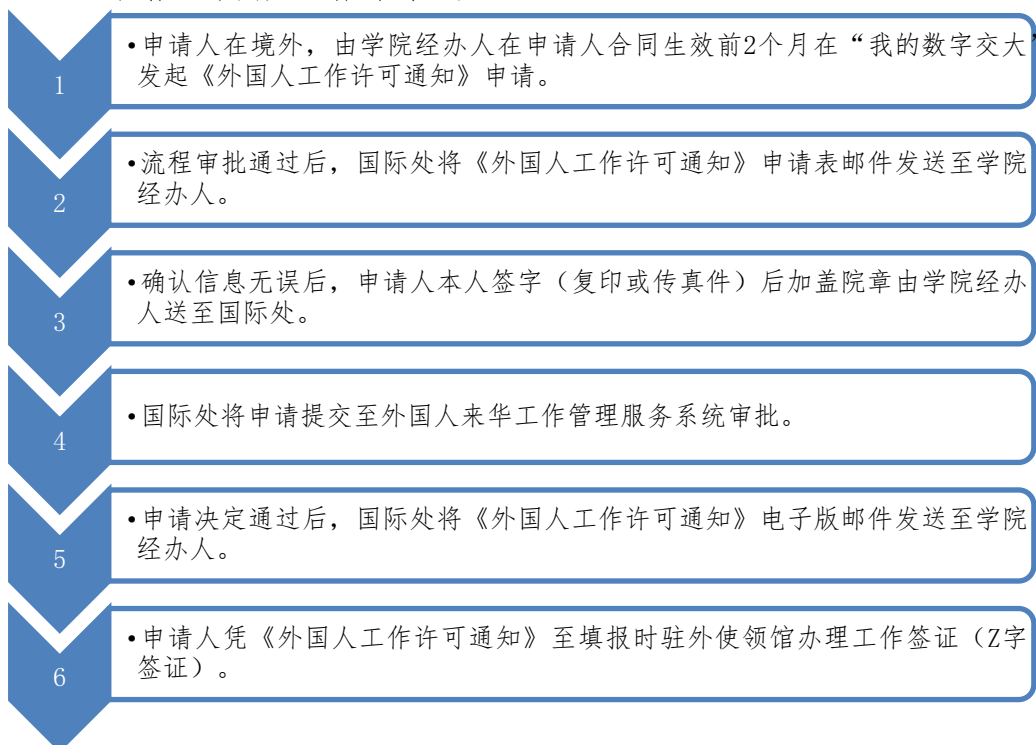 1
•申请人在境外，由学院经办人在申请人合同生效前2个月在“我的数字交大”
发起《外国人工作许可通知》申请。
2
•流程审批通过后，国际处将《外国人工作许可通知》申请表邮件发送至学院
经办人。
3
•确认信息无误后，申请人本人签字（复印或传真件）后加盖院章由学院经办
人送至国际处。
4
•国际处将申请提交至外国人来华工作管理服务系统审批。
5
•申请决定通过后，国际处将《外国人工作许可通知》电子版邮件发送至学院
经办人。
6
•申请人凭《外国人工作许可通知》至填报时驻外使领馆办理工作签证（Z字
签证）。